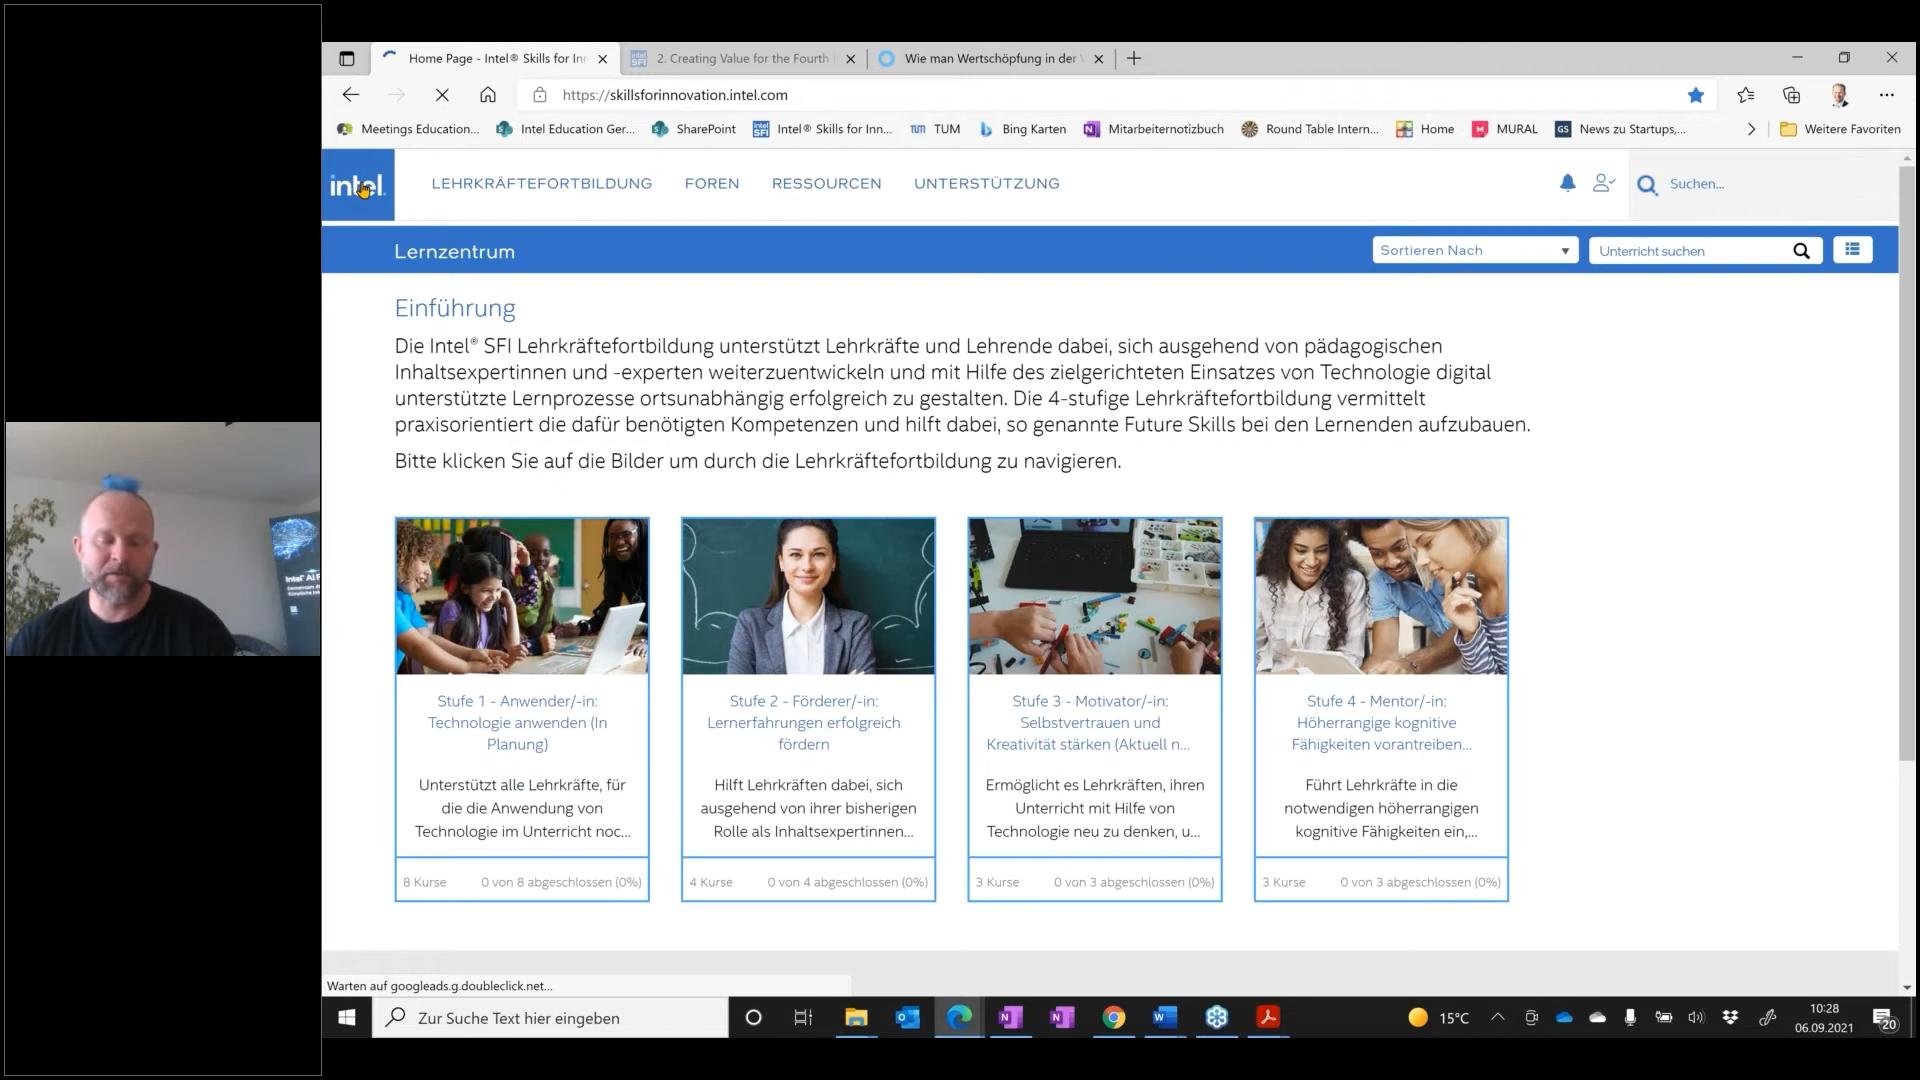 Home Page - Intel® Skills for Inn
2. Creating Value for the Fourth
Wie man Wertschöpfung in der
https://skillsforinnovation.intel.com
Meetings Education...
Intel Education Ger...
SharePoint
intel SFI
Intel® Skills for Inn...
TUM
TUM
Bing Karten
Mitarbeiternotizbuch
Round Table Intern...
Home
MURAL
GS
News zu Startups,...
Weitere Favoriten
intel.
LEHRKRÄFTEFORTBILDUNG
FOREN
RESSOURCEN
UNTERSTÜTZUNG
Suchen...
Lernzentrum
Sortieren Nach
Unterricht suchen
Einführung
Die Intel® SFI Lehrkräftefortbildung unterstützt Lehrkräfte und Lehrende dabei, sich ausgehend von pädagogischen
Inhaltsexpertinnen und -experten weiterzuentwickeln und mit Hilfe des zielgerichteten Einsatzes von Technologie digital
unterstützte Lernprozesse ortsunabhängig erfolgreich zu gestalten. Die 4-stufige Lehrkräftefortbildung vermittelt
praxisorientiert die dafür benötigten Kompetenzen und hilft dabei, so genannte Future Skills bei den Lernenden aufzubauen.
Bitte klicken Sie auf die Bilder um durch die Lehrkräftefortbildung zu navigieren.
Stufe 1 - Anwender/-in:
Technologie anwenden (In
Planung)
Unterstützt alle Lehrkräfte, für
die die Anwendung von
Technologie im Unterricht noc...
8 Kurse
0 von 8 abgeschlossen (0%)
Stufe 2 - Förderer/-in:
Lernerfahrungen erfolgreich
fördern
Hilft Lehrkräften dabei, sich
ausgehend von ihrer bisherigen
Rolle als Inhaltsexpertinnen...
4 Kurse
0 von 4 abgeschlossen (0%)
Stufe 3 - Motivator/-in:
Selbstvertrauen und
Kreativität stärken (Aktuell n...
Ermöglicht es Lehrkräften, ihren
Unterricht mit Hilfe von
Technologie neu zu denken, u...
3 Kurse
0 von 3 abgeschlossen (0%)
Stufe 4 - Mentor/-in:
Höherrangige kognitive
Fähigkeiten vorantreiben...
Führt Lehrkräfte in die
notwendigen höherrangigen
kognitive Fähigkeiten ein,...
3 Kurse
0 von 3 abgeschlossen (0%)
Warten auf googleads.g.doubleclick.net...
Zur Suche Text hier eingeben
15°C
10:28
06.09.2021
20